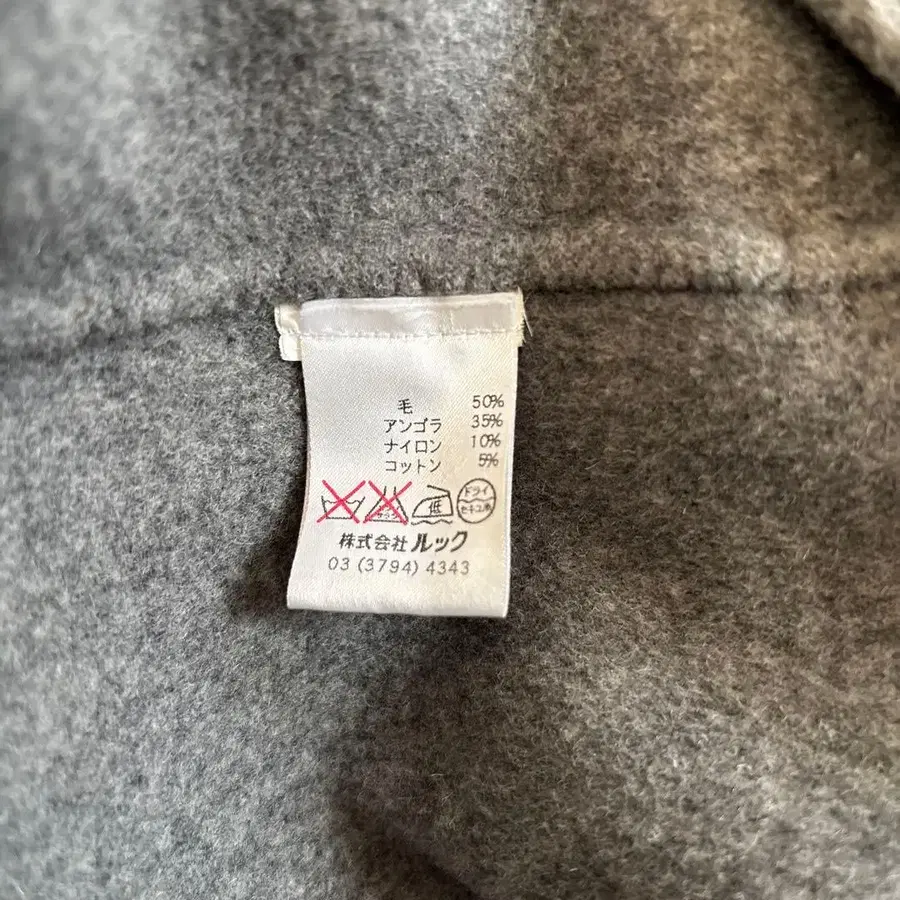 毛 50%
アンゴラ 35%
ナイロン 10%
コットン 5%
低 ドライ
セキユ系
株式会社 ルック
03 (3794) 4343